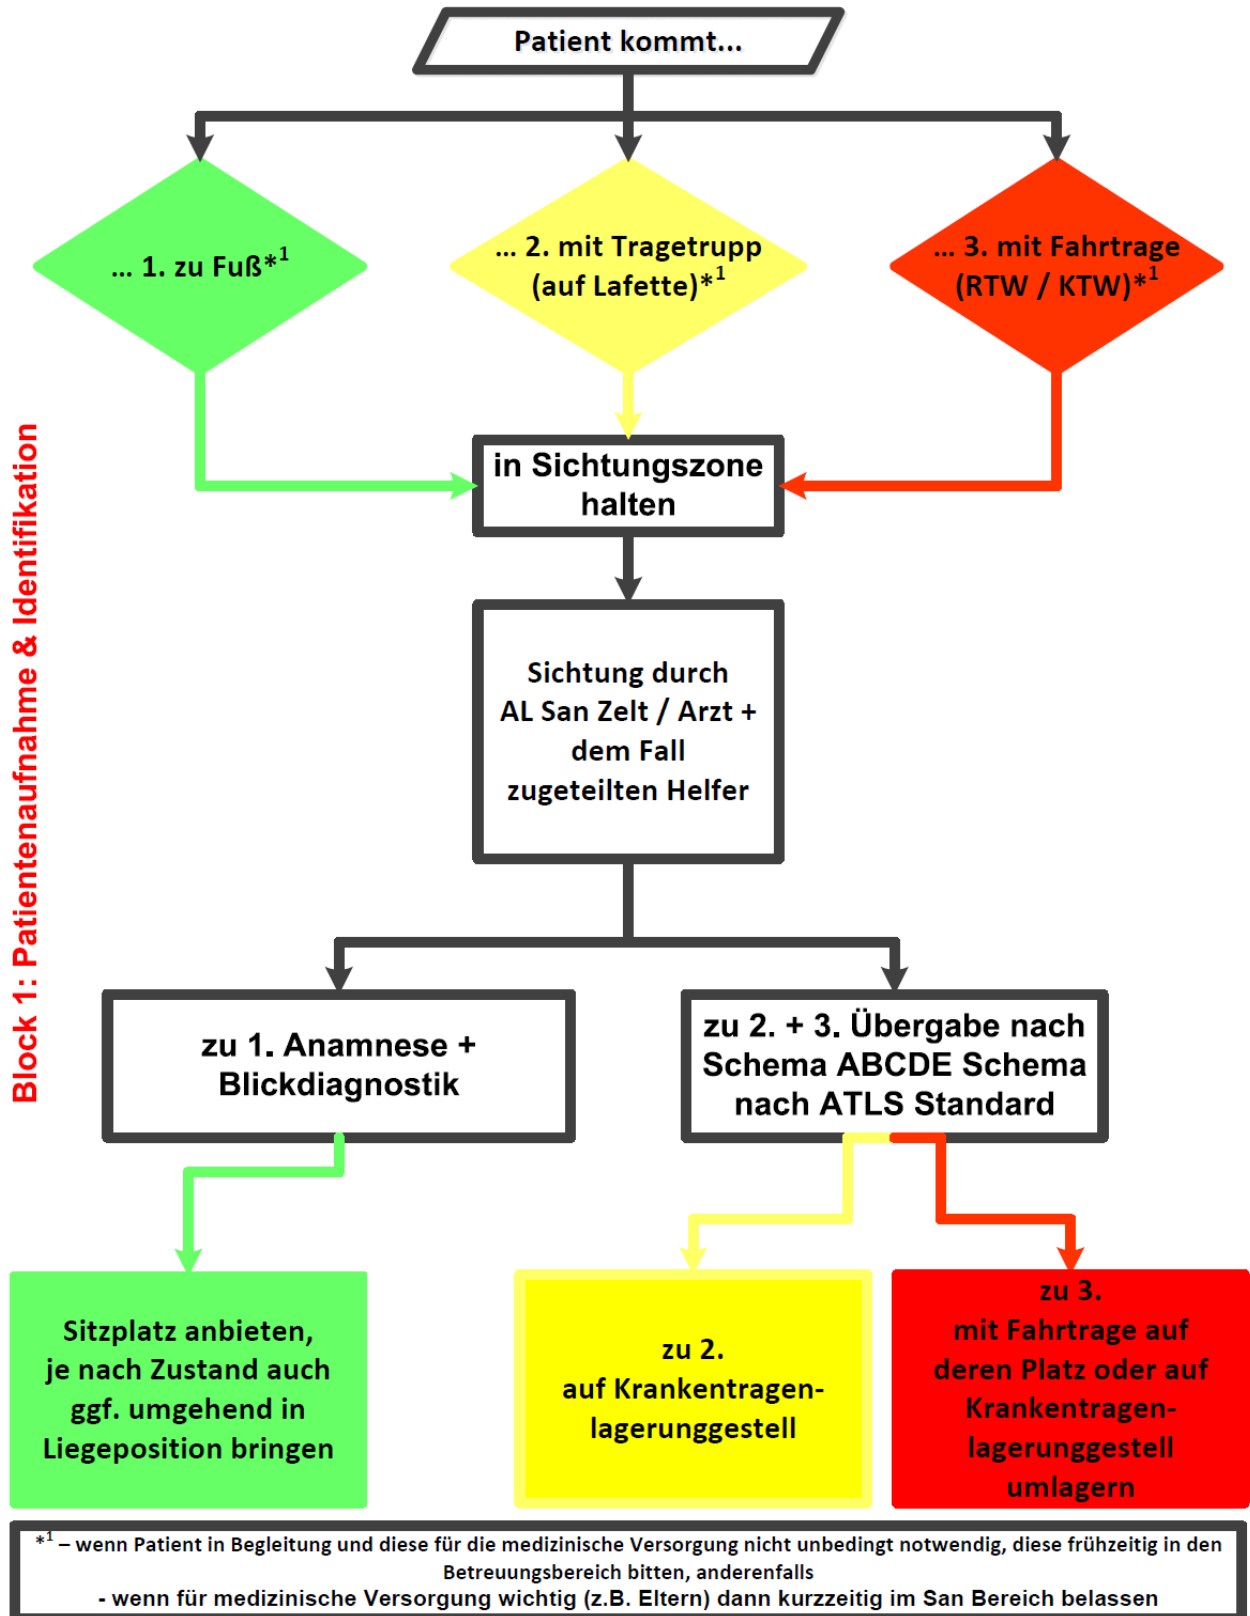 Patient kommt...
... 1. zu Fuß*1
... 2. mit Tragetrupp
(auf Lafette)*1
... 3. mit Fahrtrage
(RTW / KTW)*1
in Sichtungszone
halten
Sichtung durch
AL San Zelt / Arzt +
dem Fall
zugeteilten Helfer
Block 1: Patientenaufnahme & Identifikation
zu 1. Anamnese +
Blickdiagnostik
zu 2. + 3. Übergabe nach
Schema ABCDE Schema
nach ATLS Standard
Sitzplatz anbieten,
je nach Zustand auch
ggf. umgehend in
Liegeposition bringen
zu 2.
auf Krankentragen-
lagerunggestell
zu 3.
mit Fahrtrage auf
deren Platz oder auf
Krankentragen-
lagerunggestell
umlagern
*1 – wenn Patient in Begleitung und diese für die medizinische Versorgung nicht unbedingt notwendig, diese frühzeitig in den
Betreuungsbereich bitten, anderenfalls
- wenn für medizinische Versorgung wichtig (z.B. Eltern) dann kurzzeitig im San Bereich belassen